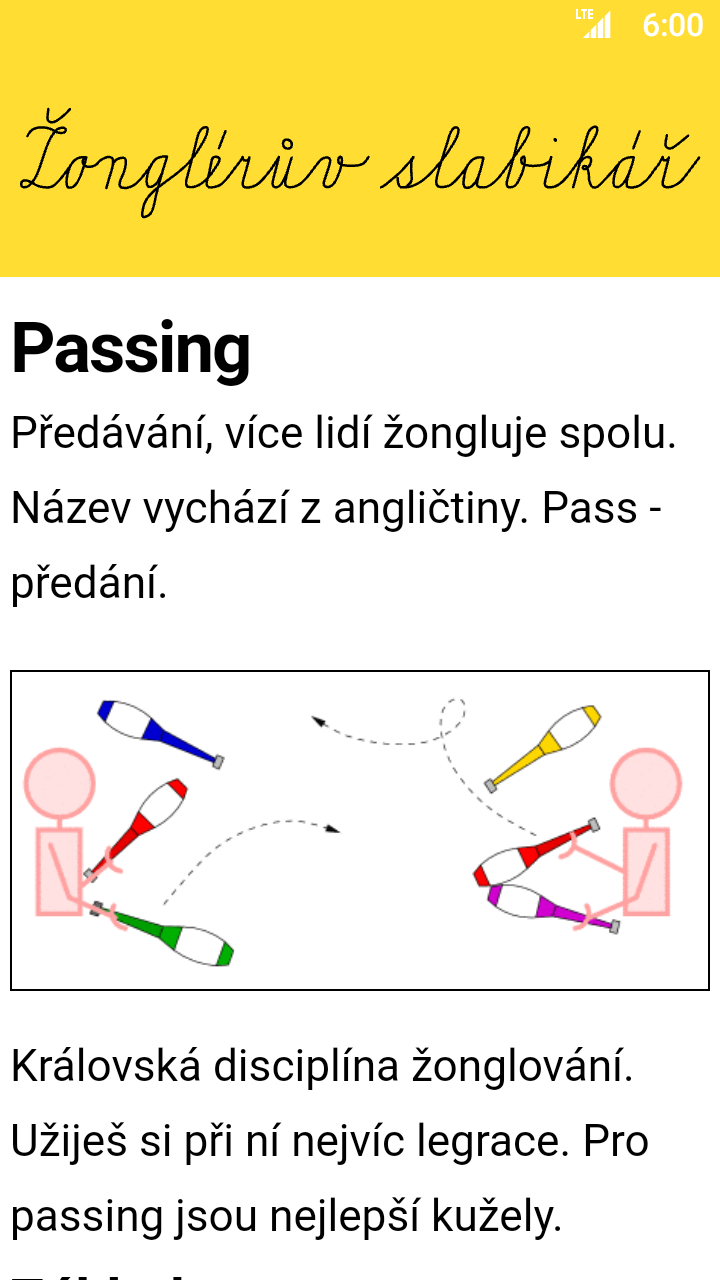 LTE 6:00
Žonglérův slabikář
Passing
Předávání, více lidí žongluje spolu.
Název vychází z angličtiny. Pass -
předání.
Královská disciplína žonglování.
Užiješ si při ní nejvíc legrace. Pro
passing jsou nejlepší kužely.